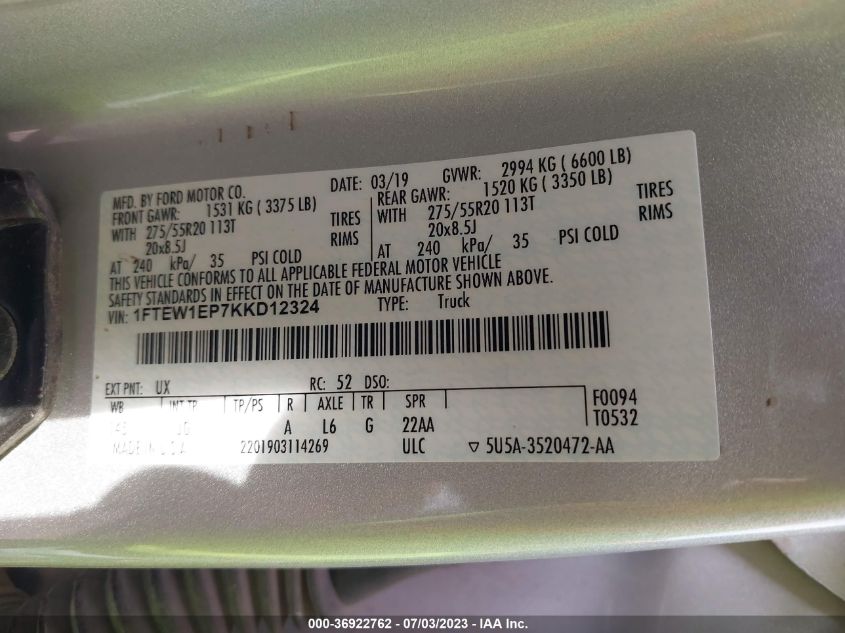 MFD. BY FORD MOTOR CO.
DATE: 03/19 GVWR: 2994 KG ( 6600 LB)
FRONT GAWR: 1531 KG ( 3375 LB) REAR GAWR: 1520 KG ( 3350 LB)
WITH 275/55R20 113T TIRES WITH 275/55R20 113T TIRES
20x8.5J RIMS 20x8.5J RIMS
AT 240 kPa/ 35 PSI COLD AT 240 kPa/ 35 PSI COLD
THIS VEHICLE CONFORMS TO ALL APPLICABLE FEDERAL MOTOR VEHICLE
SAFETY STANDARDS IN EFFECT ON THE DATE OF MANUFACTURE SHOWN ABOVE.
VIN: 1FTEW1EP7KKD12324 TYPE: Truck
EXT PNT: UX RC: 52 DSO:
WB INT TR TP/PS R AXLE TR SPR F0094
A L6 G 22AA T0532
MADE IN U.S.A 2201903114269 ULC ▽ 5U5A-3520472-AA
000-36922762 - 07/03/2023 - © IAA Inc.